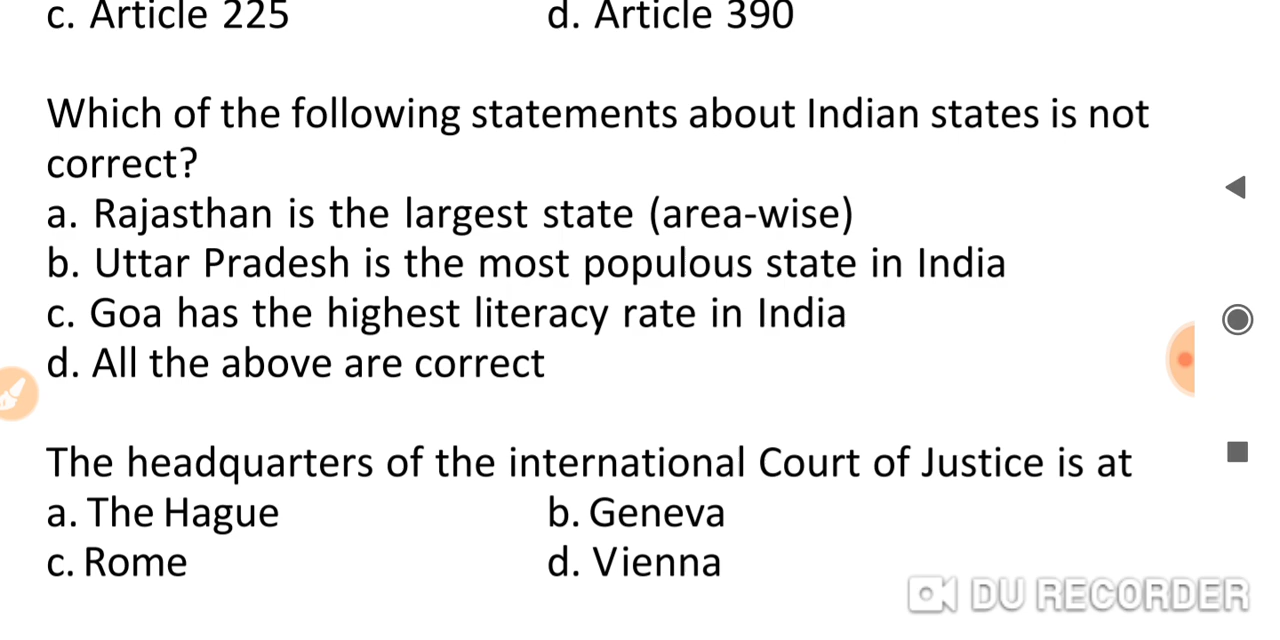 c. Article 225 d. Article 390
Which of the following statements about Indian states is not
correct?
a. Rajasthan is the largest state (area-wise)
b. Uttar Pradesh is the most populous state in India
c. Goa has the highest literacy rate in India
d. All the above are correct
The headquarters of the international Court of Justice is at
a. The Hague b. Geneva
c. Rome d. Vienna
DU RECORDER